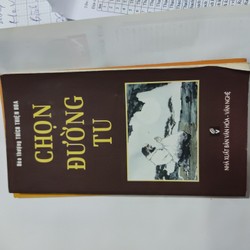 Hòa thượng THÍCH THIỆN HOA
CHỌN
ĐƯỜNG
TU
NHÀ XUẤT BẢN VĂN HÓA - VĂN NGHỆ